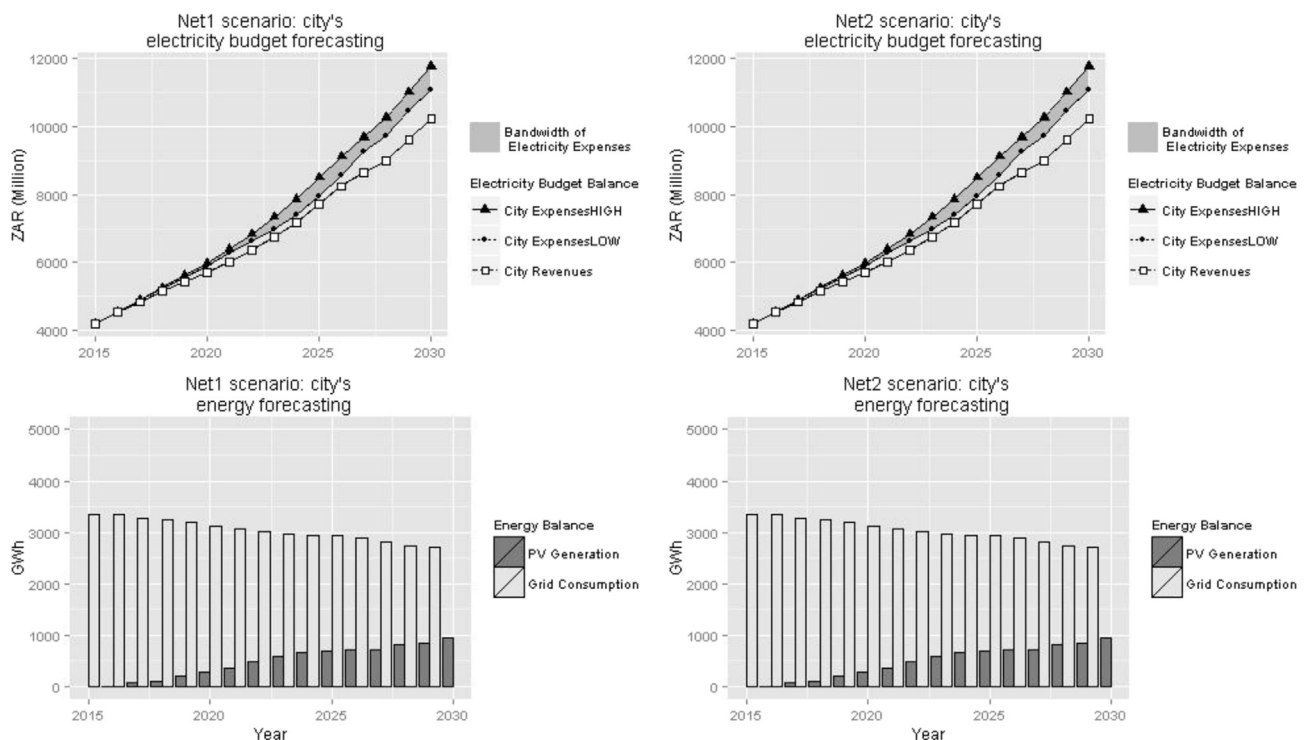 Net1 scenario: city's
electricity budget forecasting
12000
10000
8000
6000
4000
ZAR (Million)
2015
2020
2025
2030
Bandwidth of
Electricity Expenses
Electricity Budget Balance
City ExpensesHIGH
City ExpensesLOW
City Revenues
Net2 scenario: city's
electricity budget forecasting
12000
10000
8000
6000
4000
ZAR (Million)
2015
2020
2025
2030
Bandwidth of
Electricity Expenses
Electricity Budget Balance
City ExpensesHIGH
City ExpensesLOW
City Revenues
Net1 scenario: city's
energy forecasting
5000
4000
3000
2000
1000
0
GWh
2015
2020
2025
2030
Year
Energy Balance
PV Generation
Grid Consumption
Net2 scenario: city's
energy forecasting
5000
4000
3000
2000
1000
0
GWh
2015
2020
2025
2030
Year
Energy Balance
PV Generation
Grid Consumption